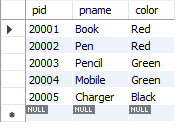 pid pname color
20001 Book Red
20002 Pen Red
20003 Pencil Green
20004 Mobile Green
20005 Charger Black
NULL NULL NULL